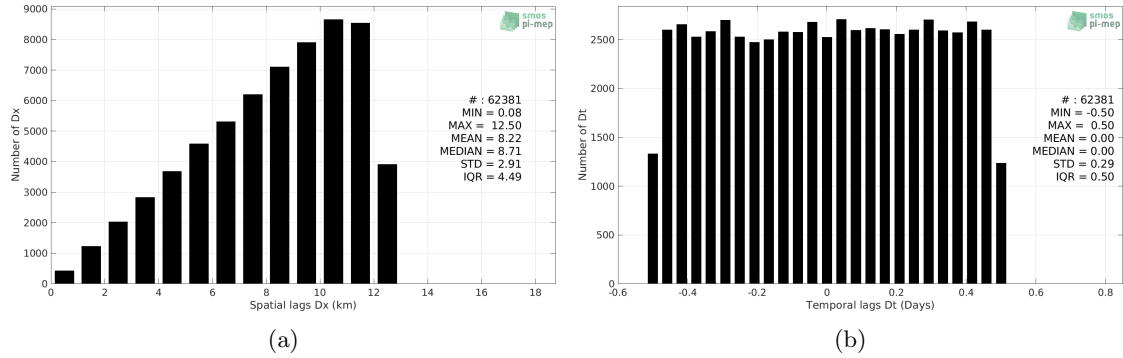 smos
pi-mep
9000
8000
7000
6000
5000
4000
3000
2000
1000
0
Number of Dx
# : 62381
MIN = 0.08
MAX = 12.50
MEAN = 8.22
MEDIAN = 8.71
STD = 2.91
IQR = 4.49
0 2 4 6 8 10 12 14 16 18
Spatial lags Dx (km)
(a)
smos
pi-mep
2500
2000
1500
1000
500
0
Number of Dt
# : 62381
MIN = -0.50
MAX = 0.50
MEAN = 0.00
MEDIAN = 0.00
STD = 0.29
IQR = 0.50
-0.6 -0.4 -0.2 0 0.2 0.4 0.6 0.8
Temporal lags Dt (Days)
(b)